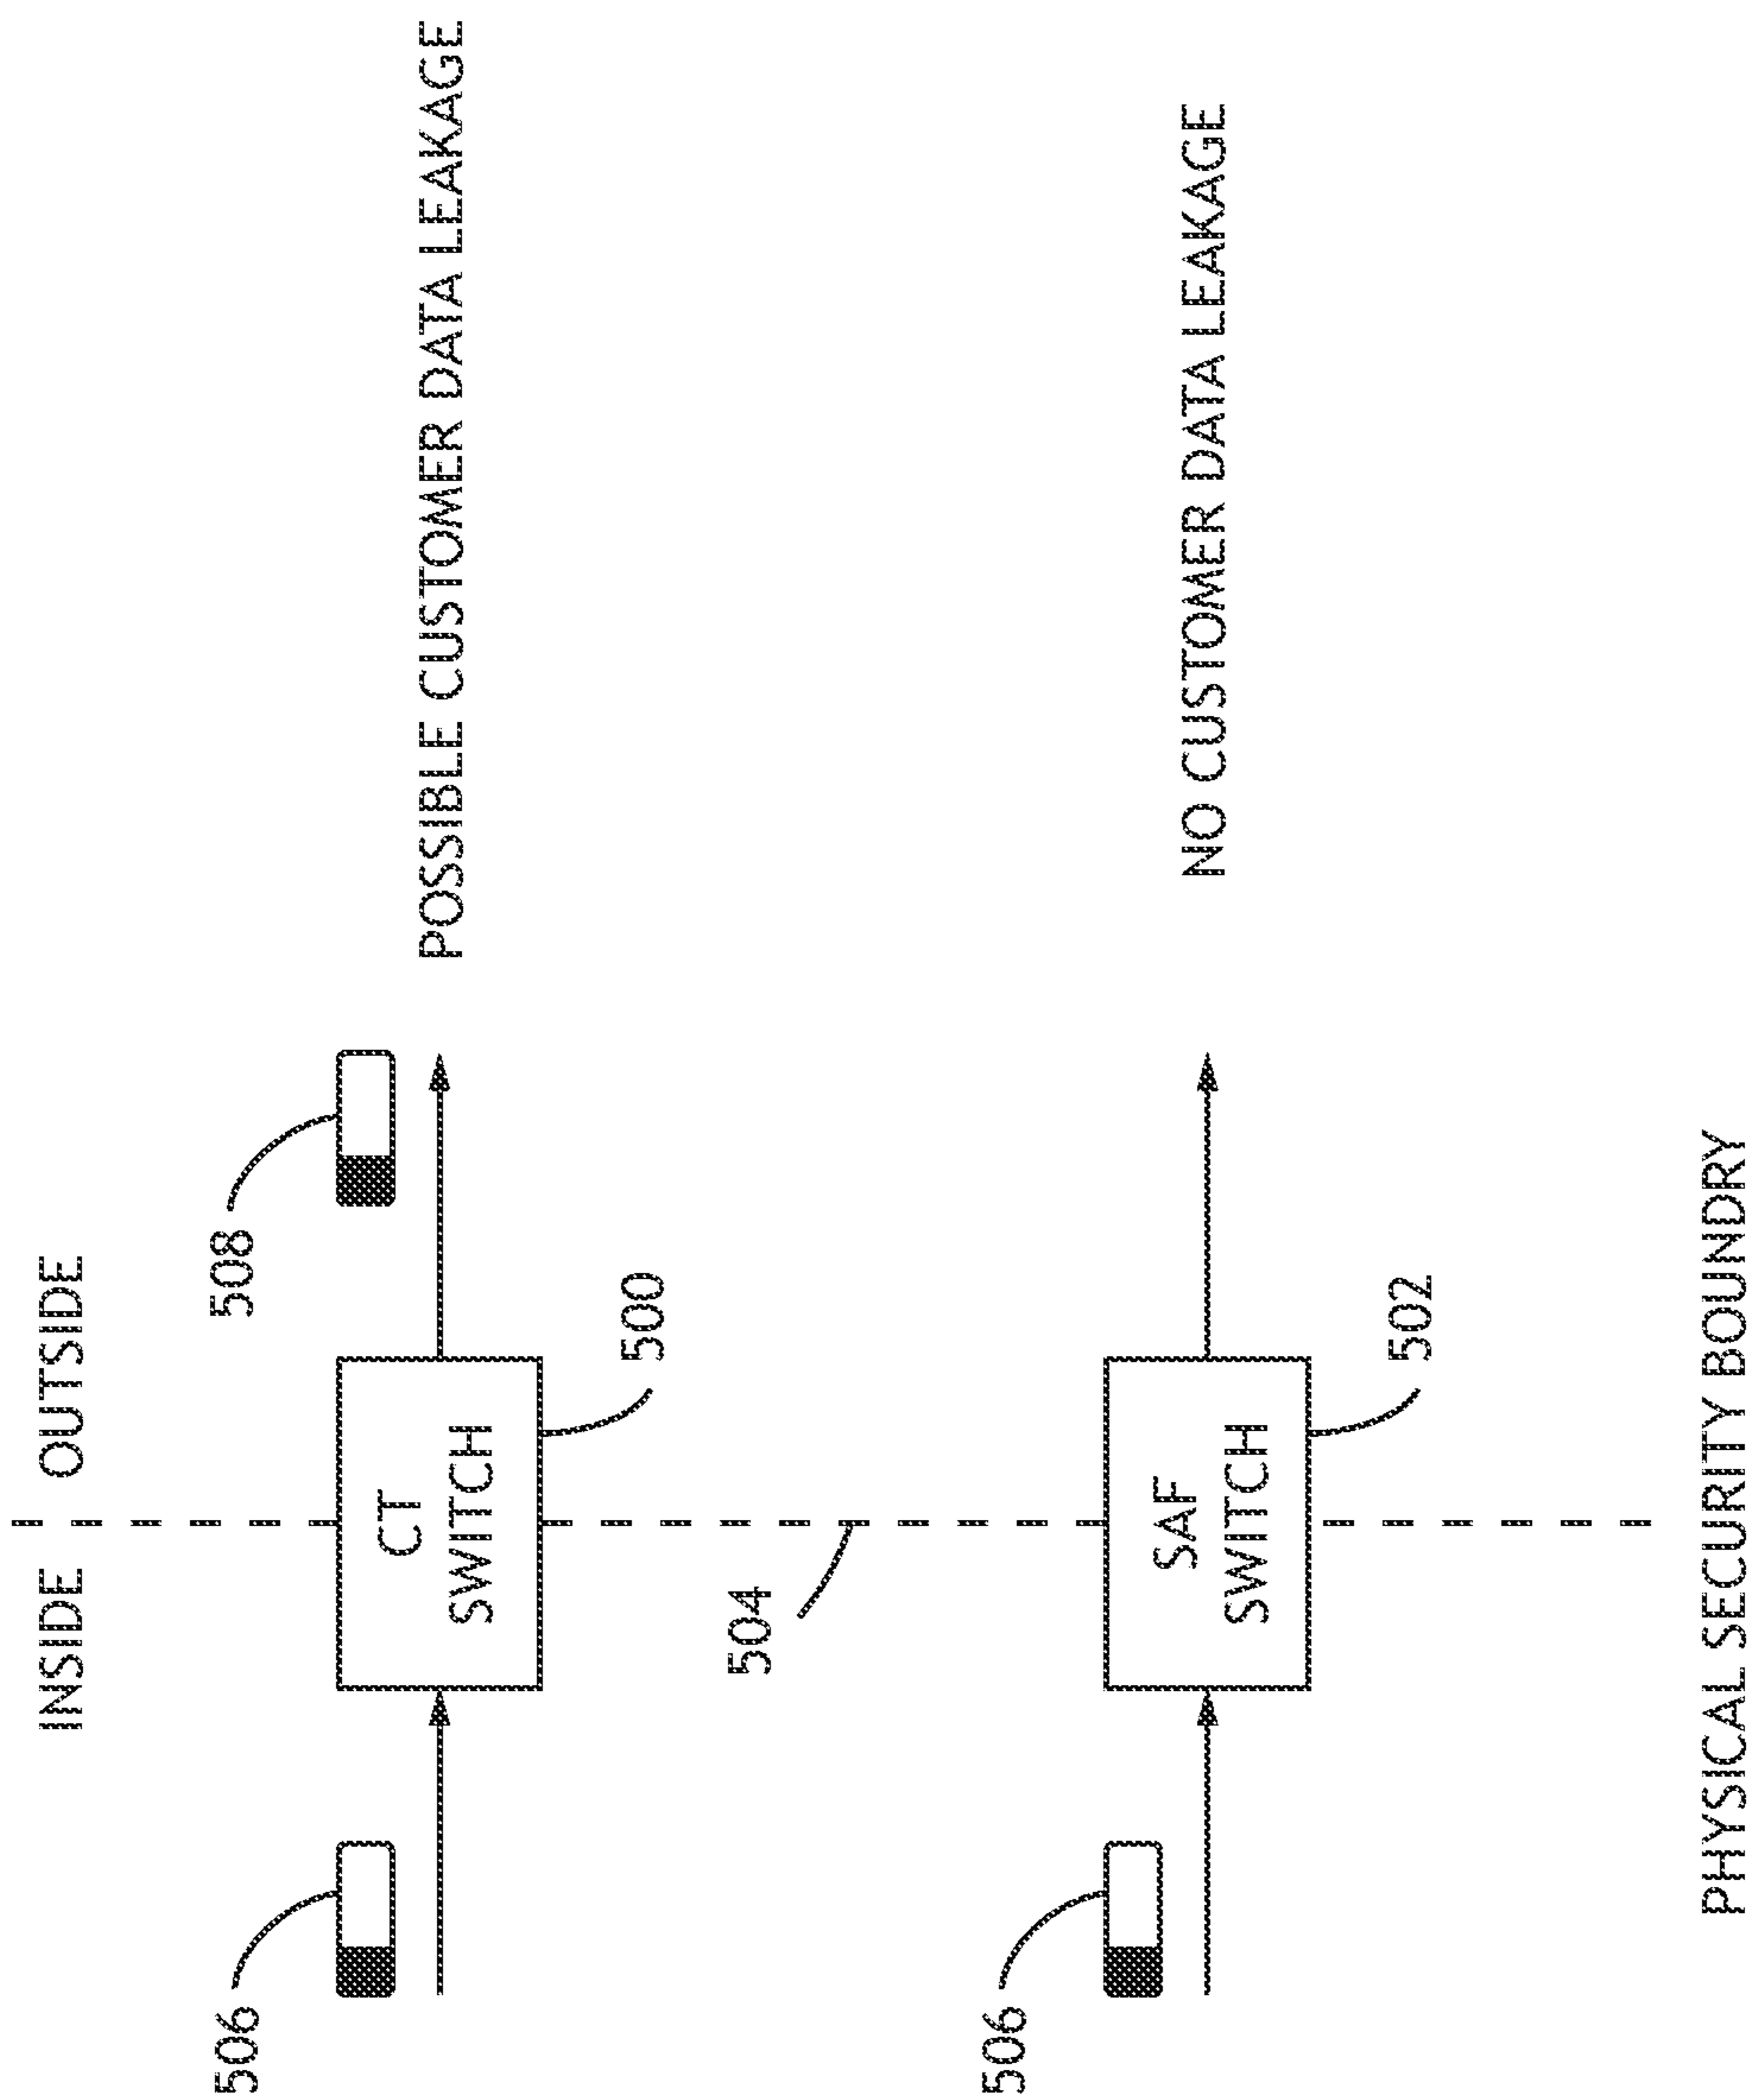 INSIDE
OUTSIDE
506
508
CT
SWITCH
POSSIBLE CUSTOMER DATA LEAKAGE
500
504
506
SAF
SWITCH
NO CUSTOMER DATA LEAKAGE
502
PHYSICAL SECURITY BOUNDRY